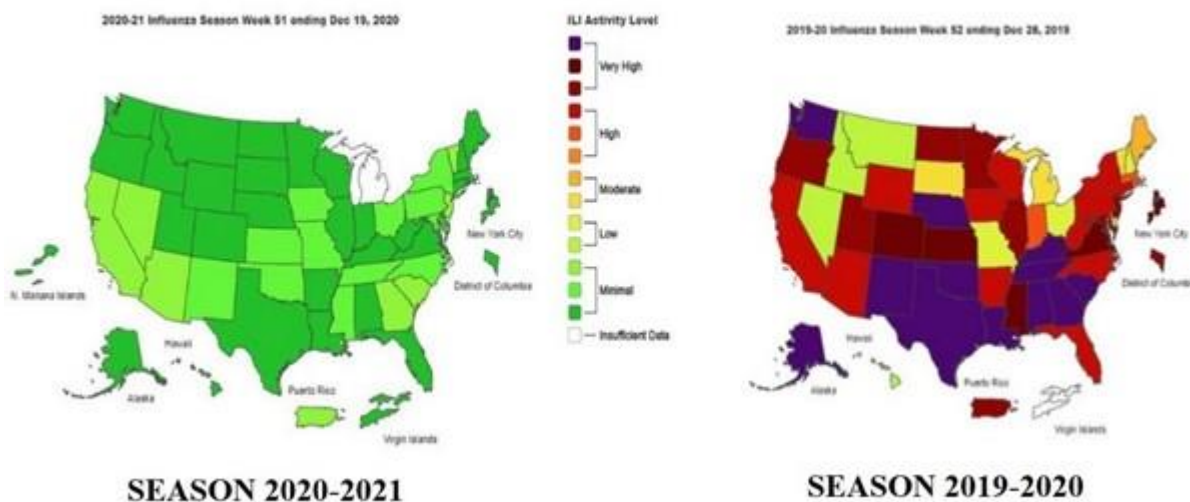 2020-21 Influenza Season Week 51 ending Dec 19, 2020
New York City
District of Columbia
N. Mariana Islands
Hawaii
Alaska
Puerto Rico
Virgin Islands
SEASON 2020-2021
ILI Activity Level
Very High
High
Moderate
Low
Minimal
Insufficient Data
2019-20 Influenza Season Week 52 ending Dec 28, 2019
New York City
District of Columbia
Hawaii
Alaska
Puerto Rico
Virgin Islands
SEASON 2019-2020